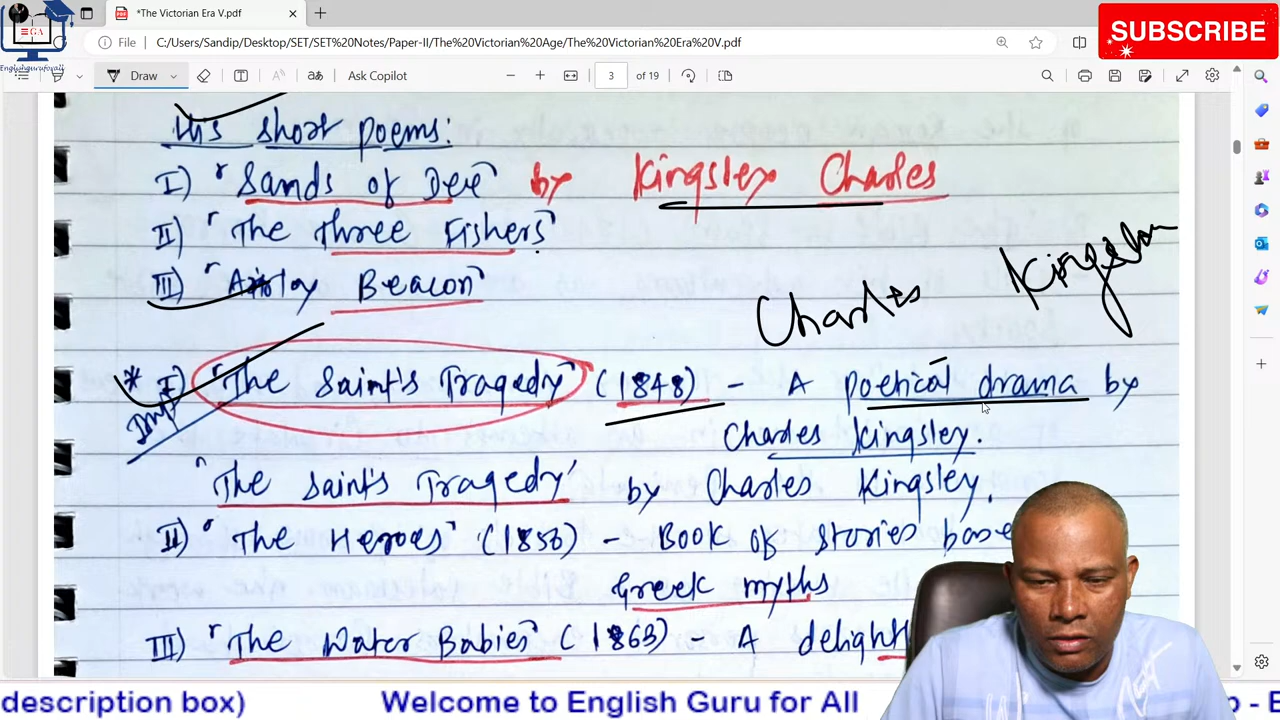 *The Victorian Era V.pdf
SUBSCRIBE
EGA
Englishguruforall
File C:/Users/Sandip/Desktop/SET/SET%20Notes/Paper-II/The%20Victorian%20Age/The%20Victorian%20Era%20V.pdf
Draw Ask Copilot 3 of 19
His short poems:
I) "Sands of Dee" by Kingsley Charles
II) "The Three Fishers"
III) " Beacon"
Charles Kingsley
* I) "The Saint's Tragedy" (1848) - A poetical drama by
Imp
Charles Kingsley.
"The Saint's Tragedy" by Charles Kingsley.
II) "The Heroes" (1856) - Book of stories base
Greek myths
III) "The Water Babies" (1863) - A delight
description box) Welcome to English Guru for All